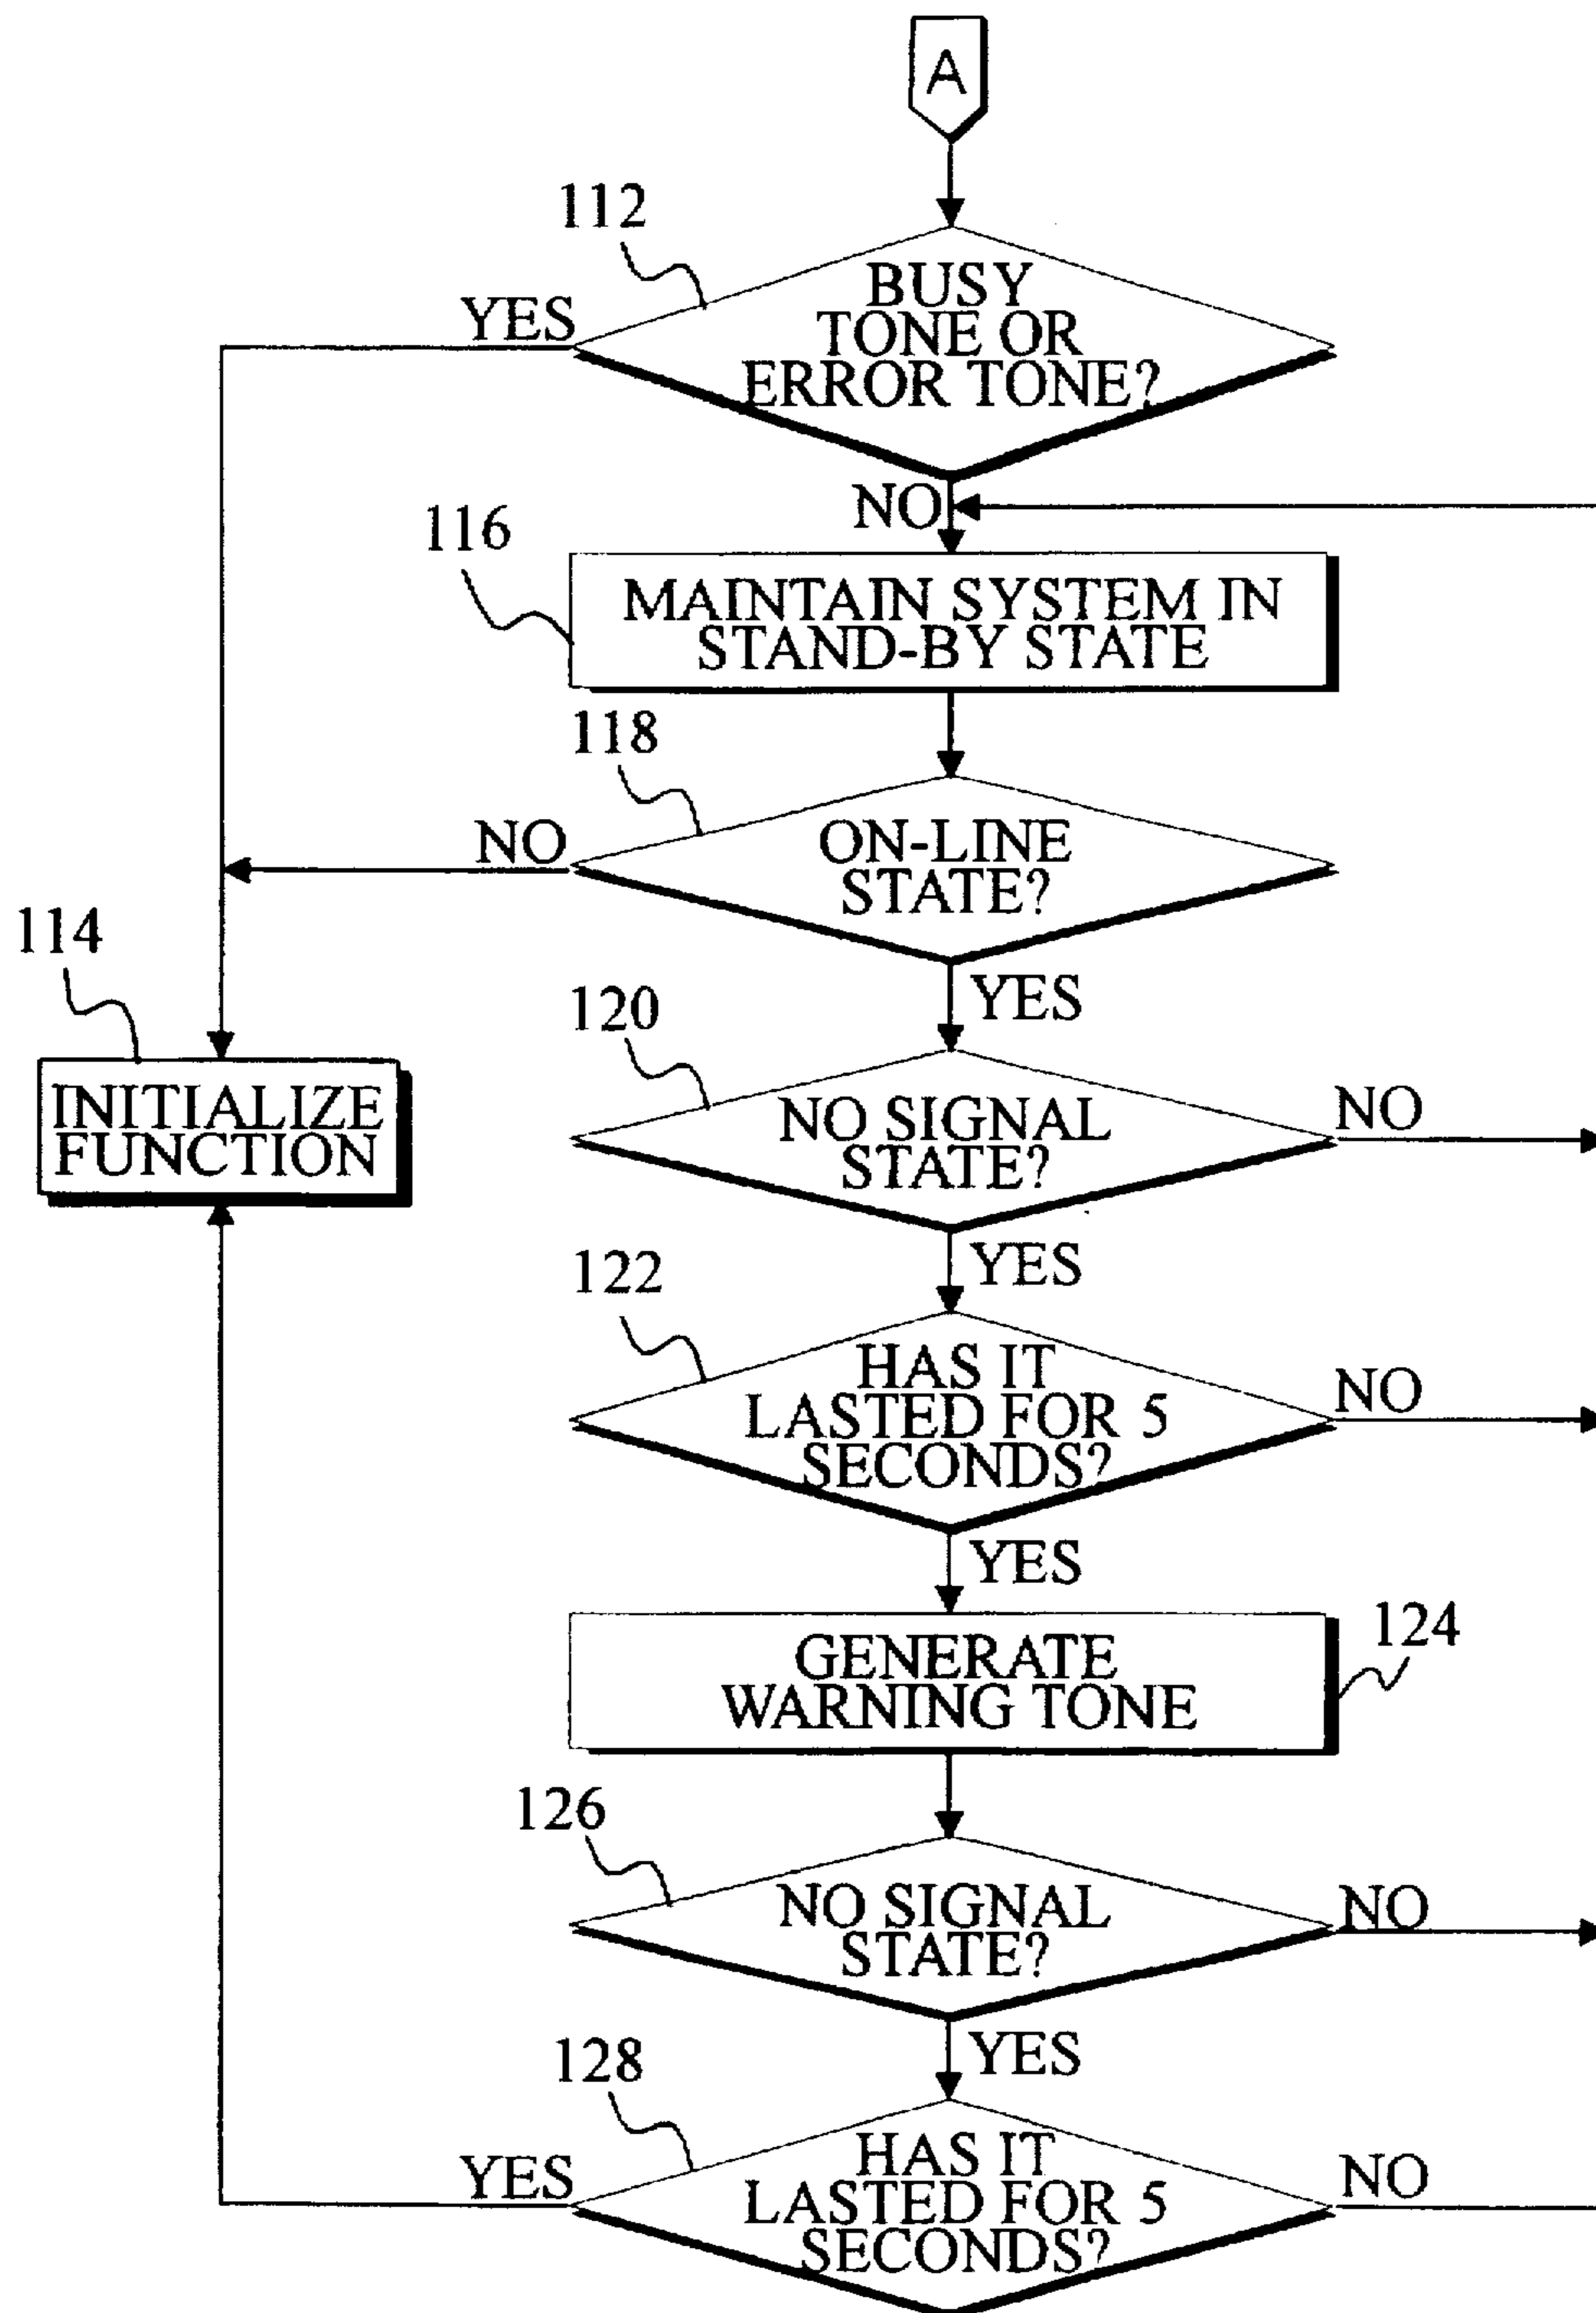 A
112
BUSY
TONE OR
ERROR TONE?
YES
NO
116
MAINTAIN SYSTEM IN
STAND-BY STATE
118
ON-LINE
STATE?
NO
YES
114
INITIALIZE
FUNCTION
120
NO SIGNAL
STATE?
NO
YES
122
HAS IT
LASTED FOR 5
SECONDS?
NO
YES
GENERATE
WARNING TONE
124
126
NO SIGNAL
STATE?
NO
YES
128
HAS IT
LASTED FOR 5
SECONDS?
YES
NO